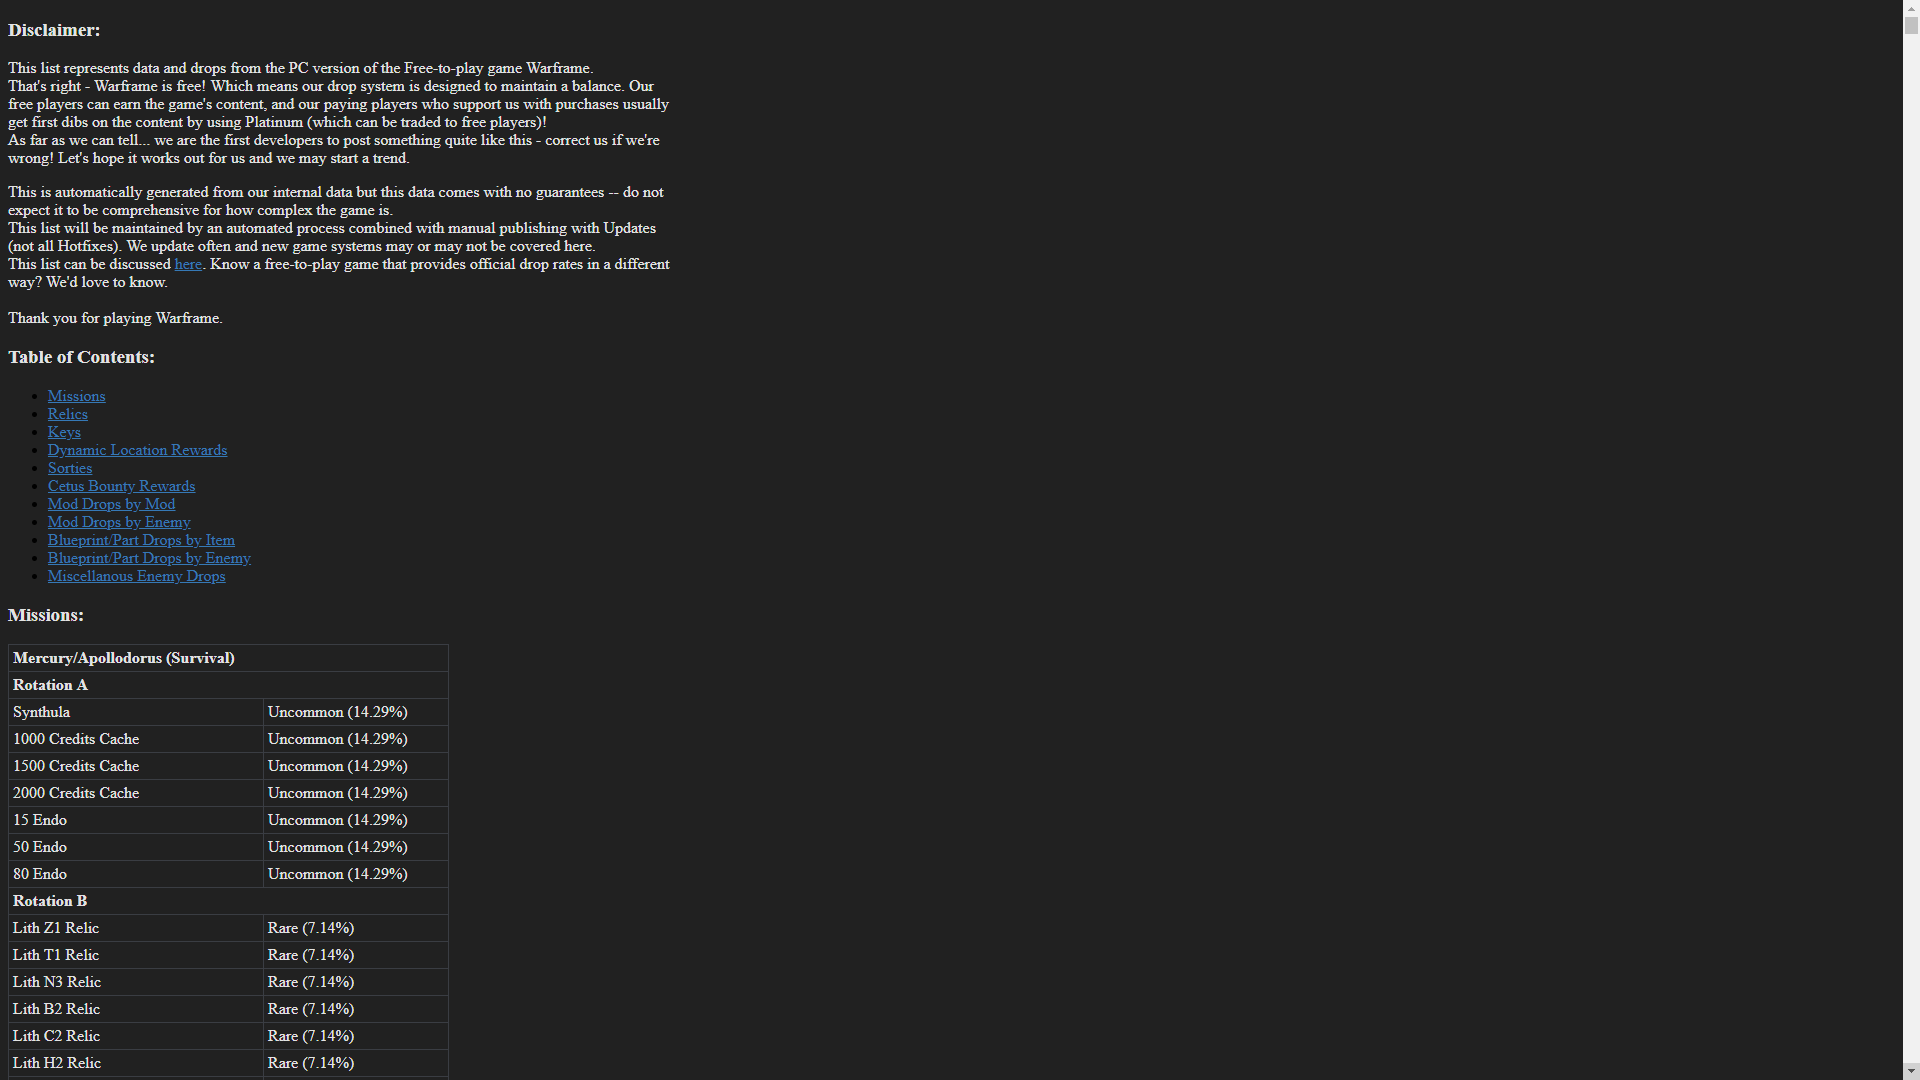 Disclaimer:
This list represents data and drops from the PC version of the Free-to-play game Warframe.
That's right - Warframe is free! Which means our drop system is designed to maintain a balance. Our
free players can earn the game's content, and our paying players who support us with purchases usually
get first dibs on the content by using Platinum (which can be traded to free players)!
As far as we can tell... we are the first developers to post something quite like this - correct us if we're
wrong! Let's hope it works out for us and we may start a trend.
This is automatically generated from our internal data but this data comes with no guarantees -- do not
expect it to be comprehensive for how complex the game is.
This list will be maintained by an automated process combined with manual publishing with Updates
(not all Hotfixes). We update often and new game systems may or may not be covered here.
This list can be discussed here. Know a free-to-play game that provides official drop rates in a different
way? We'd love to know.
Thank you for playing Warframe.
Table of Contents:
Missions
Relics
Keys
Dynamic Location Rewards
Sorties
Cetus Bounty Rewards
Mod Drops by Mod
Mod Drops by Enemy
Blueprint/Part Drops by Item
Blueprint/Part Drops by Enemy
Miscellanous Enemy Drops
Missions:
Mercury/Apollodorus (Survival)
Rotation A
Synthula Uncommon (14.29%)
1000 Credits Cache Uncommon (14.29%)
1500 Credits Cache Uncommon (14.29%)
2000 Credits Cache Uncommon (14.29%)
15 Endo Uncommon (14.29%)
50 Endo Uncommon (14.29%)
80 Endo Uncommon (14.29%)
Rotation B
Lith Z1 Relic Rare (7.14%)
Lith T1 Relic Rare (7.14%)
Lith N3 Relic Rare (7.14%)
Lith B2 Relic Rare (7.14%)
Lith C2 Relic Rare (7.14%)
Lith H2 Relic Rare (7.14%)